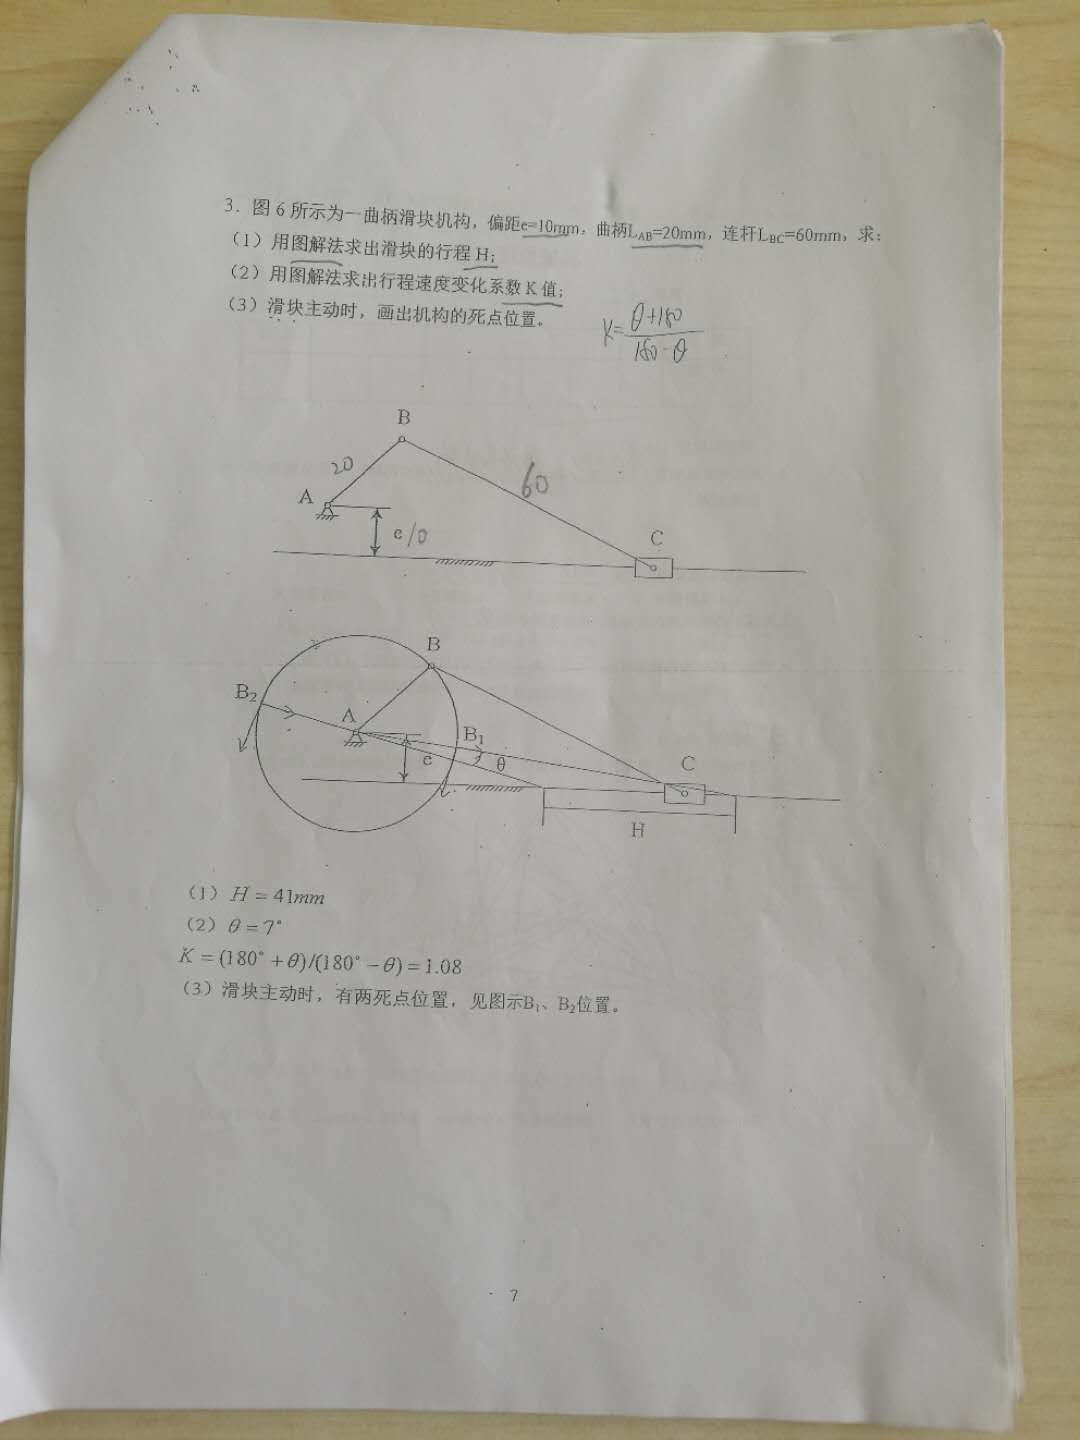 3. 图6所示为一曲柄滑块机构，偏距e=10mm，曲柄L_AB=20mm，连杆L_BC=60mm，求：
（1）用图解法求出滑块的行程H；
（2）用图解法求出行程速度变化系数K值；
（3）滑块主动时，画出机构的死点位置。
K=(θ+180)/(180-θ)
B
20
60
A
e 10
C
B
B₂
A
B₁
e
θ
C
H
（1）H = 41mm
（2）θ = 7°
K = (180° + θ)/(180° − θ) = 1.08
（3）滑块主动时，有两死点位置，见图示B₁、B₂位置。
7